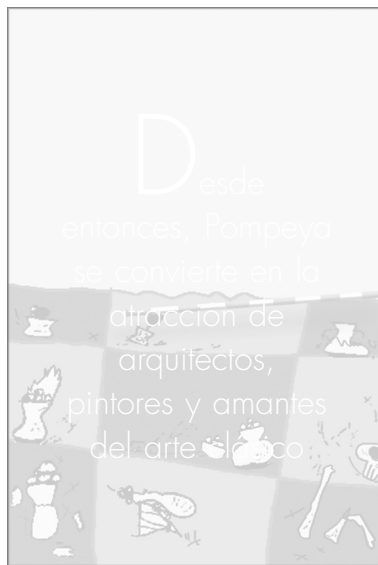 Desde
entonces, Pompeya
se convierte en la
atracción de
arquitectos,
pintores y amantes
del arte clásico.